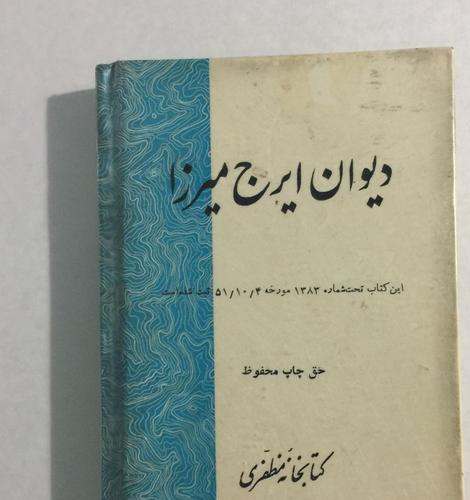 دیوان ایرج میرزا
این کتاب تحت شماره ۱۳۸۳ مورخه ۵۱/۱۰/۴ ثبت شده است
حق چاپ محفوظ
کتابخانهٔ مظفری